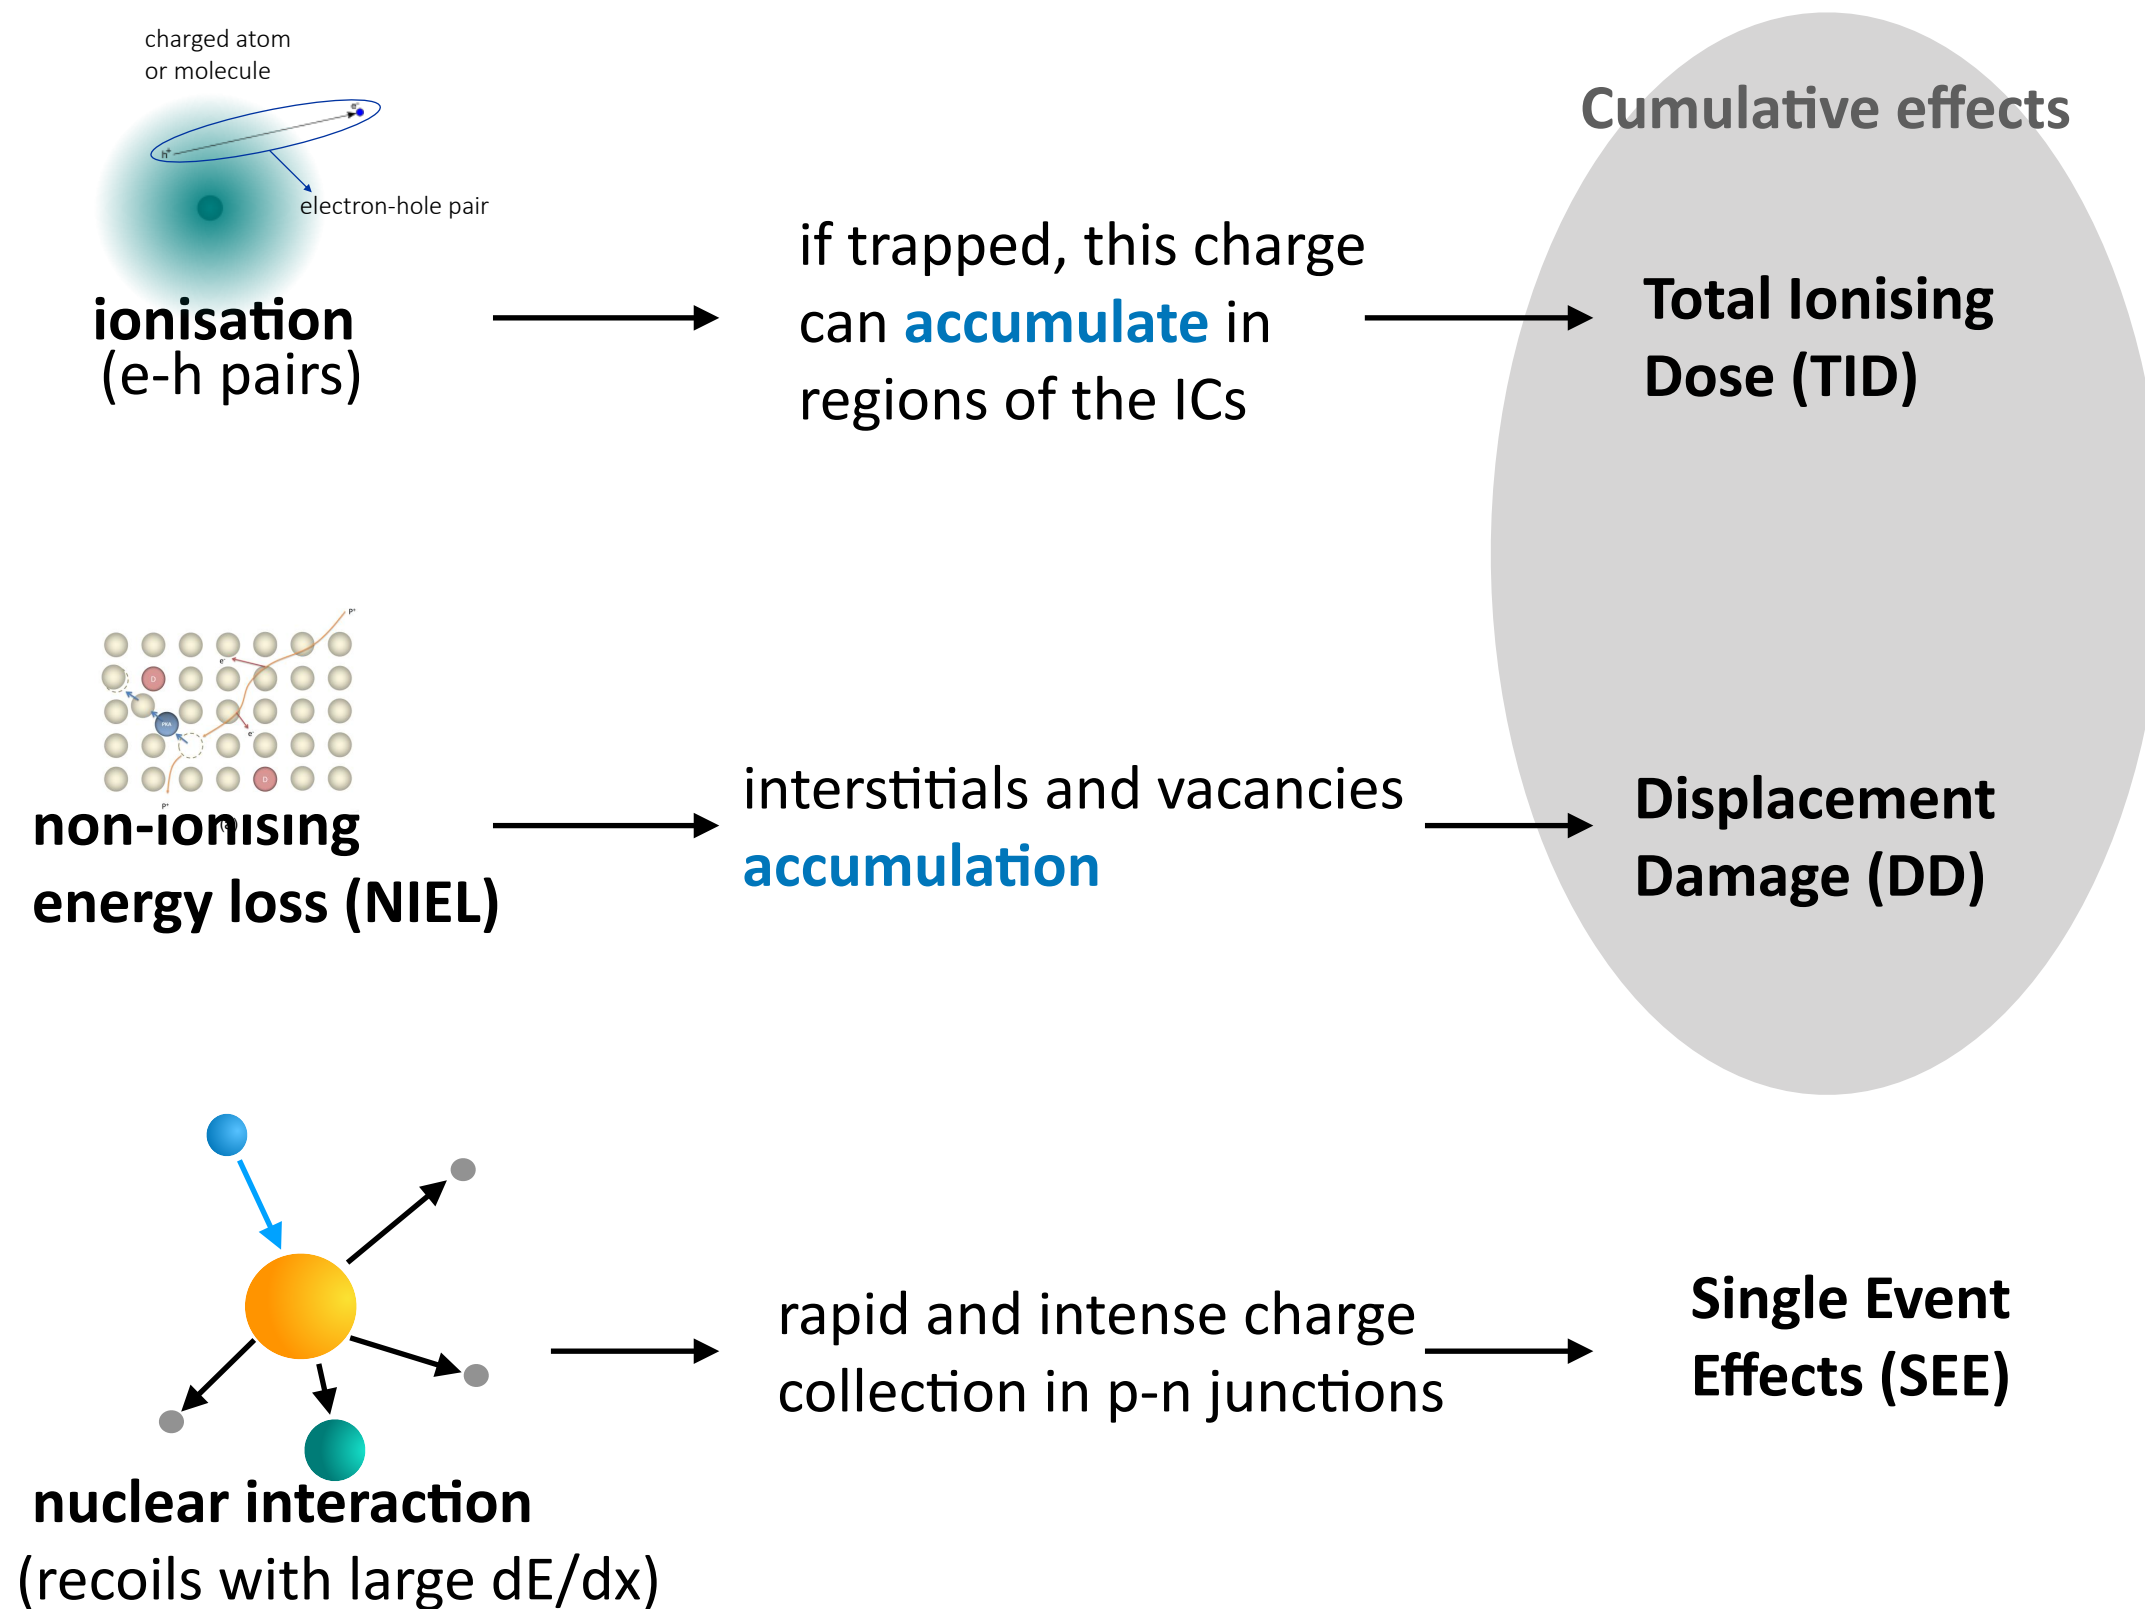 charged atom
or molecule
e⁻
h⁺
electron-hole pair
ionisation
(e-h pairs)
if trapped, this charge
can accumulate in
regions of the ICs
Cumulative effects
Total Ionising
Dose (TID)
P⁺
e⁻
D
PKA
e⁻
D
P⁺
non-ionising
energy loss (NIEL)
interstitials and vacancies
accumulation
Displacement
Damage (DD)
nuclear interaction
(recoils with large dE/dx)
rapid and intense charge
collection in p-n junctions
Single Event
Effects (SEE)